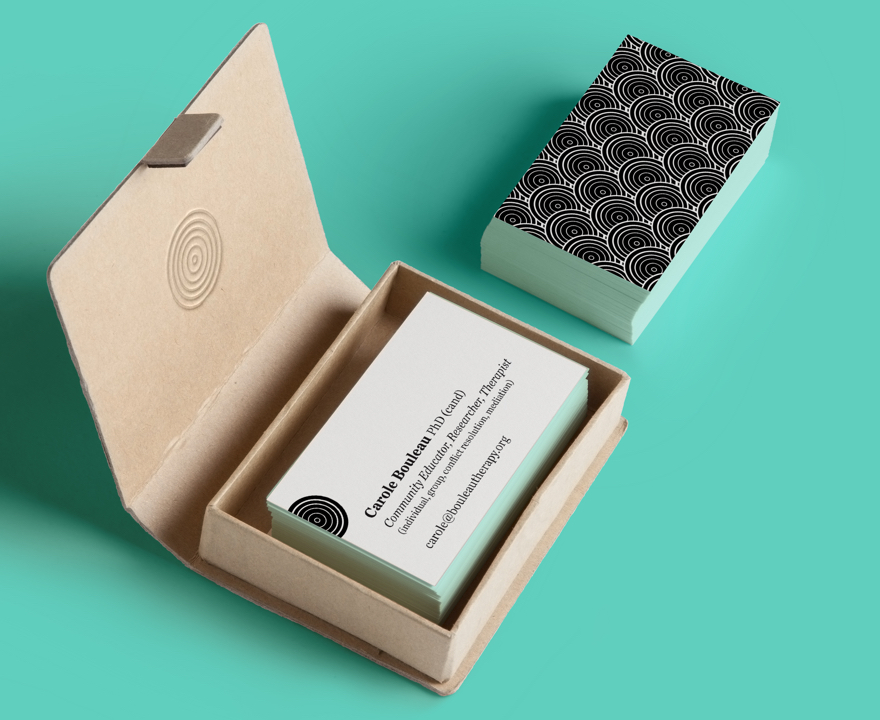 Carole Bouleau PhD (cand)
Community Educator, Researcher, Therapist
(individual, group, conflict resolution, mediation)
carole@bouleautherapy.org